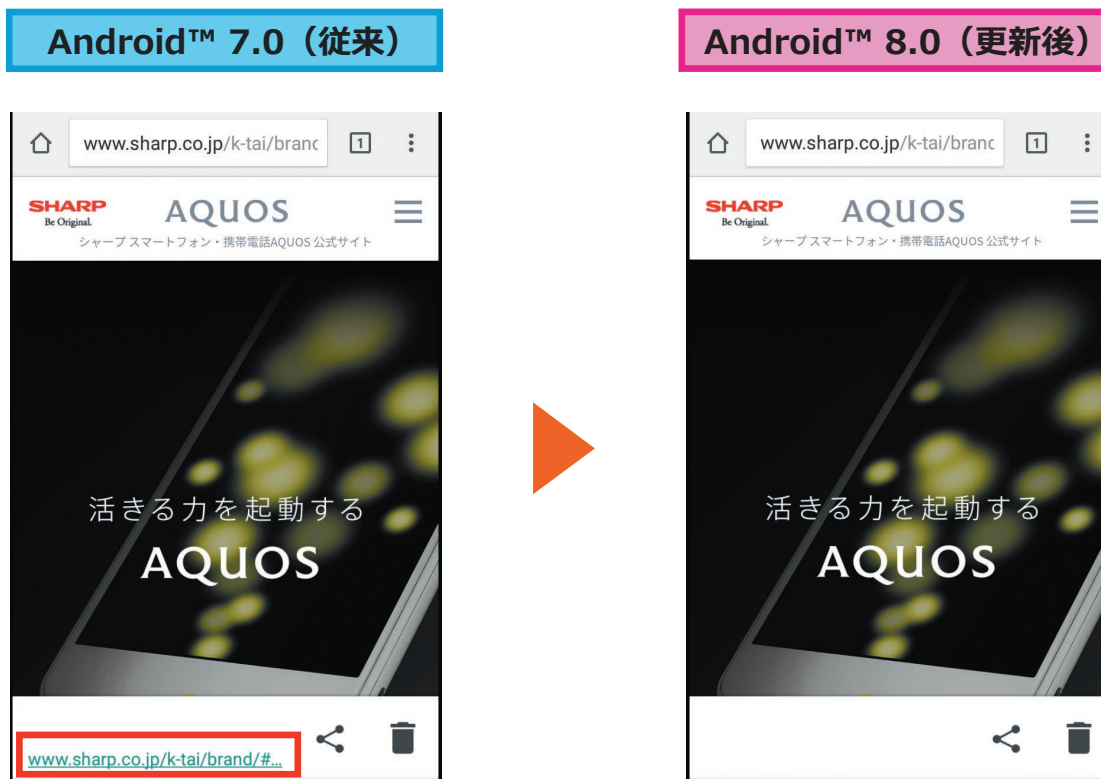 Android™ 7.0（従来）
www.sharp.co.jp/k-tai/branc
1
SHARP
Be Original.
AQUOS
シャープ スマートフォン・携帯電話AQUOS 公式サイト
活きる力を起動する
AQUOS
www.sharp.co.jp/k-tai/brand/#...
Android™ 8.0（更新後）
www.sharp.co.jp/k-tai/branc
1
SHARP
Be Original.
AQUOS
シャープ スマートフォン・携帯電話AQUOS 公式サイト
活きる力を起動する
AQUOS